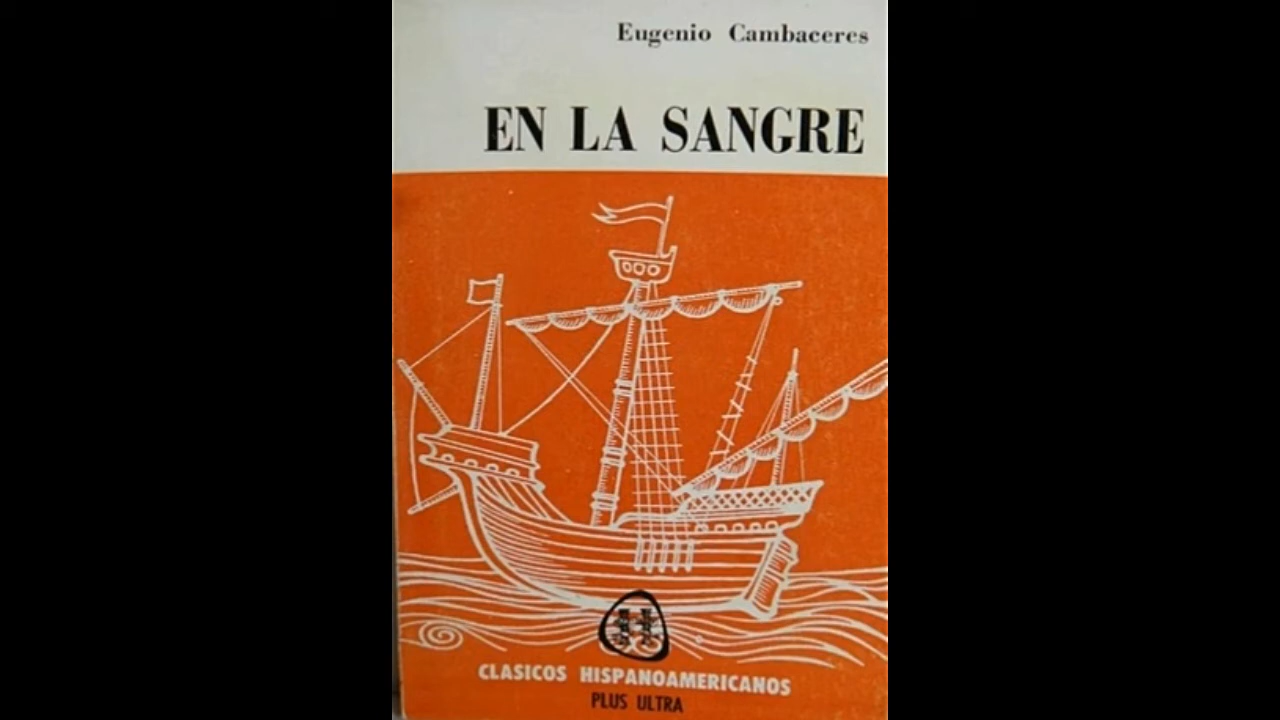 Eugenio Cambaceres
EN LA SANGRE
CLASICOS HISPANOAMERICANOS
PLUS ULTRA